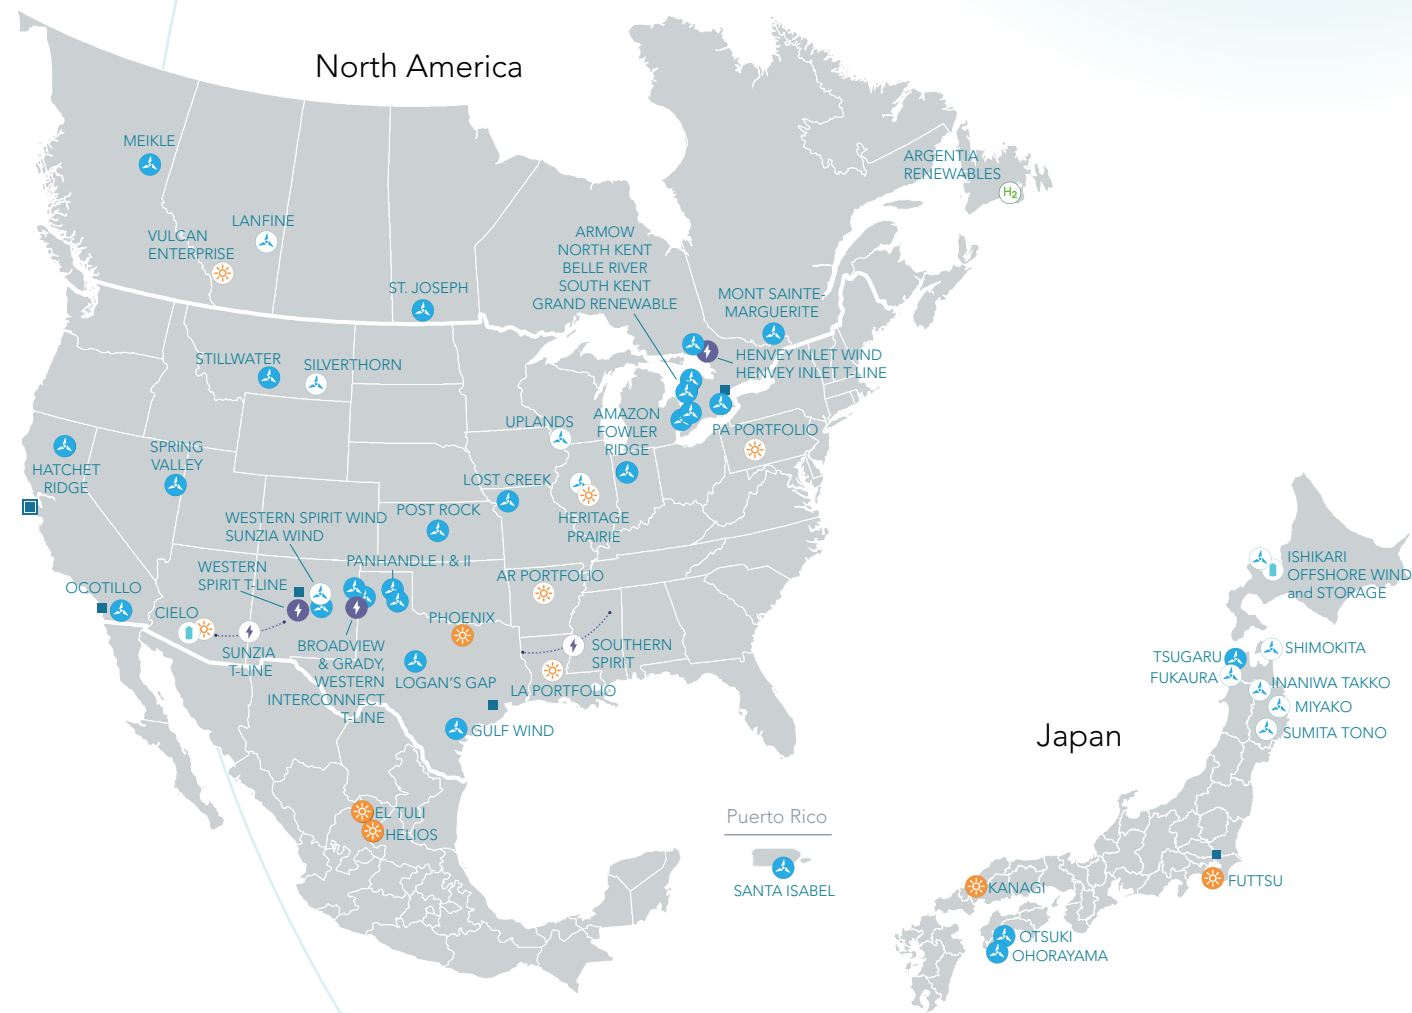 North America
MEIKLE
LANFINE
VULCAN
ENTERPRISE
ST. JOSEPH
ARGENTIA
RENEWABLES
H2
ARMOW
NORTH KENT
BELLE RIVER
SOUTH KENT
GRAND RENEWABLE
MONT SAINTE-
MARGUERITE
HENVEY INLET WIND
HENVEY INLET T-LINE
STILLWATER
SILVERTHORN
UPLANDS
AMAZON
FOWLER
RIDGE
PA PORTFOLIO
HATCHET
RIDGE
SPRING
VALLEY
LOST CREEK
POST ROCK
HERITAGE
PRAIRIE
WESTERN SPIRIT WIND
SUNZIA WIND
WESTERN
SPIRIT T-LINE
PANHANDLE I & II
AR PORTFOLIO
OCOTILLO
CIELO
SUNZIA
T-LINE
BROADVIEW
& GRADY,
WESTERN
INTERCONNECT
T-LINE
PHOENIX
LOGAN'S GAP
SOUTHERN
SPIRIT
LA PORTFOLIO
GULF WIND
EL TULI
HELIOS
Puerto Rico
SANTA ISABEL
Japan
ISHIKARI
OFFSHORE WIND
and STORAGE
SHIMOKITA
TSUGARU
FUKAURA
INANIWA TAKKO
MIYAKO
SUMITA TONO
FUTTSU
KANAGI
OTSUKI
OHORAYAMA